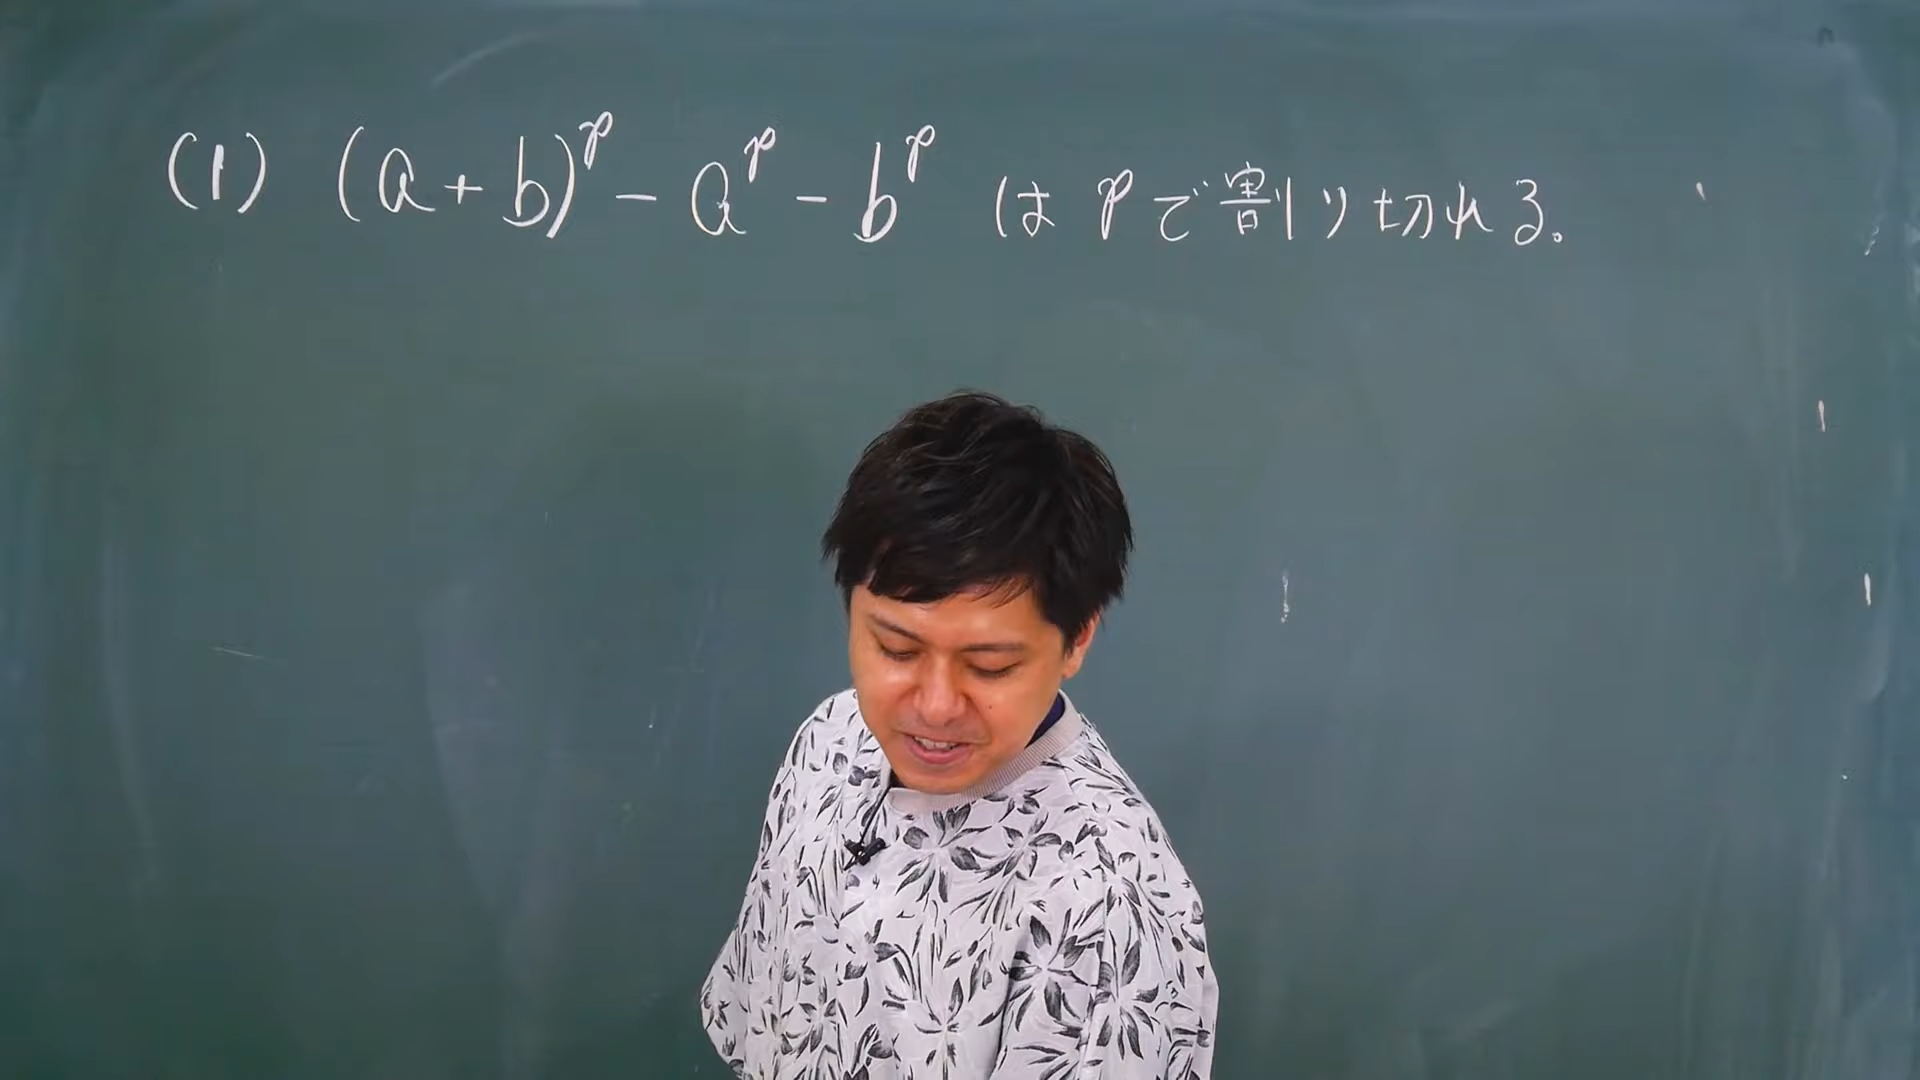 (1) (a+b)^p - a^p - b^p は p で割り切れる。